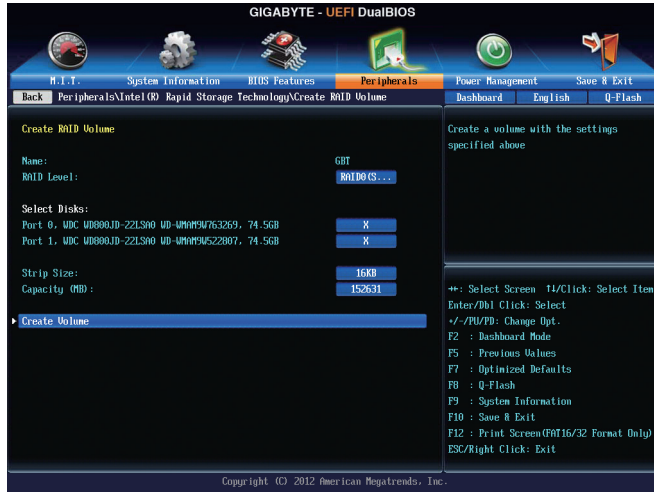 GIGABYTE - UEFI DualBIOS
M.I.T. System Information BIOS Features Peripherals Power Management Save & Exit
Back Peripherals\Intel(R) Rapid Storage Technology\Create RAID Volume Dashboard English Q-Flash
Create RAID Volume
Name: GBT
RAID Level: RAID0(S...
Select Disks:
Port 0, WDC WD800JD-22LSA0 WD-WMAM9W763269, 74.5GB X
Port 1, WDC WD800JD-22LSA0 WD-WMAM9W522807, 74.5GB X
Strip Size: 16KB
Capacity (MB): 152631
Create Volume
Create a volume with the settings
specified above
→←: Select Screen ↑↓/Click: Select Item
Enter/Dbl Click: Select
+/-/PU/PD: Change Opt.
F2 : Dashboard Mode
F5 : Previous Values
F7 : Optimized Defaults
F8 : Q-Flash
F9 : System Information
F10 : Save & Exit
F12 : Print Screen(FAT16/32 Format Only)
ESC/Right Click: Exit
Copyright (C) 2012 American Megatrends, Inc.